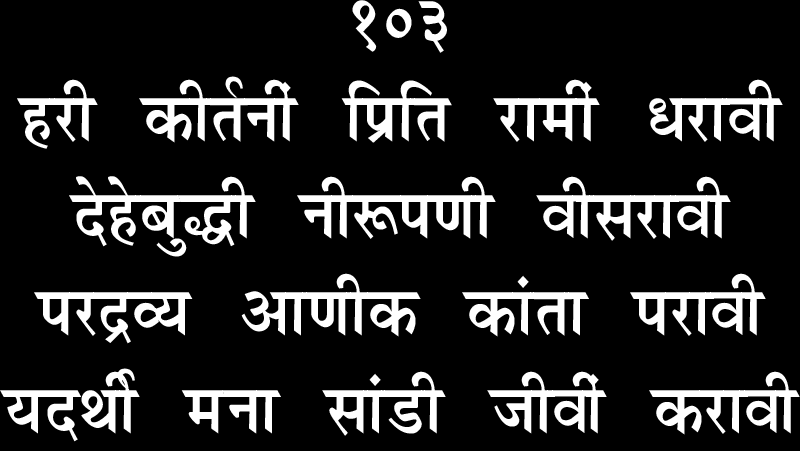 १०३
हरी कीर्तनीं प्रिति रामीं धरावी
देहेबुद्धी नीरूपणी वीसरावी
परद्रव्य आणीक कांता परावी
यदर्थीं मना सांडी जीवीं करावी